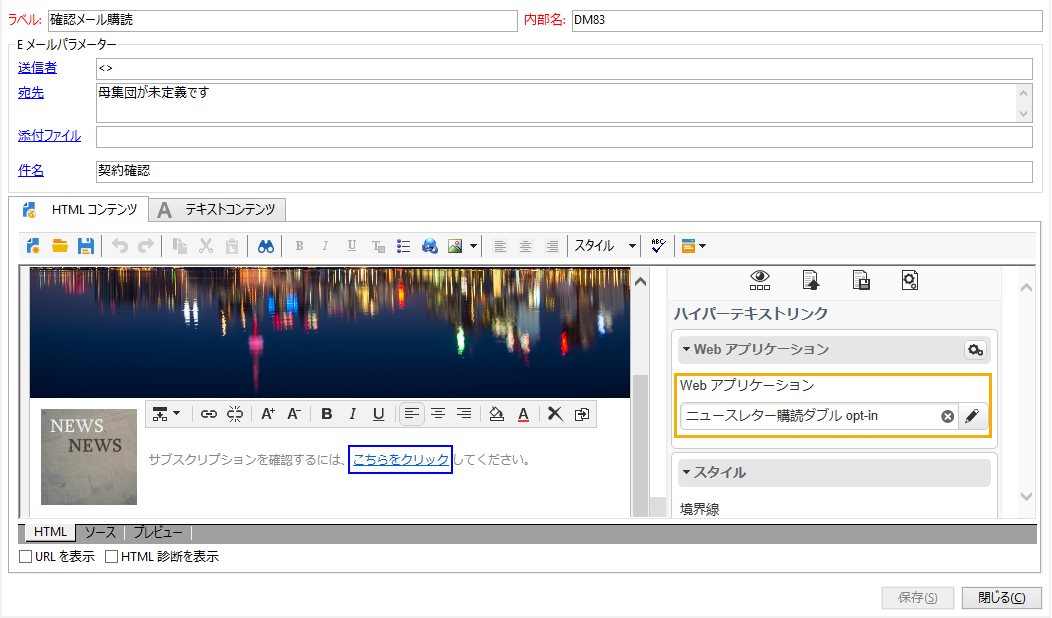 ラベル: 確認メール購読 内部名: DM83
E メールパラメーター
送信者 <>
宛先 母集団が未定義です
添付ファイル
件名 契約確認
HTML コンテンツ A テキストコンテンツ
B I U T スタイル ABC
ハイパーテキストリンク
Web アプリケーション
Web アプリケーション
ニュースレター購読ダブル opt-in
A+ A- B I U A
NEWS
NEWS
サブスクリプションを確認するには、こちらをクリックしてください。
スタイル
境界線
HTML ソース プレビュー
URL を表示 HTML 診断を表示
保存(S) 閉じる(C)